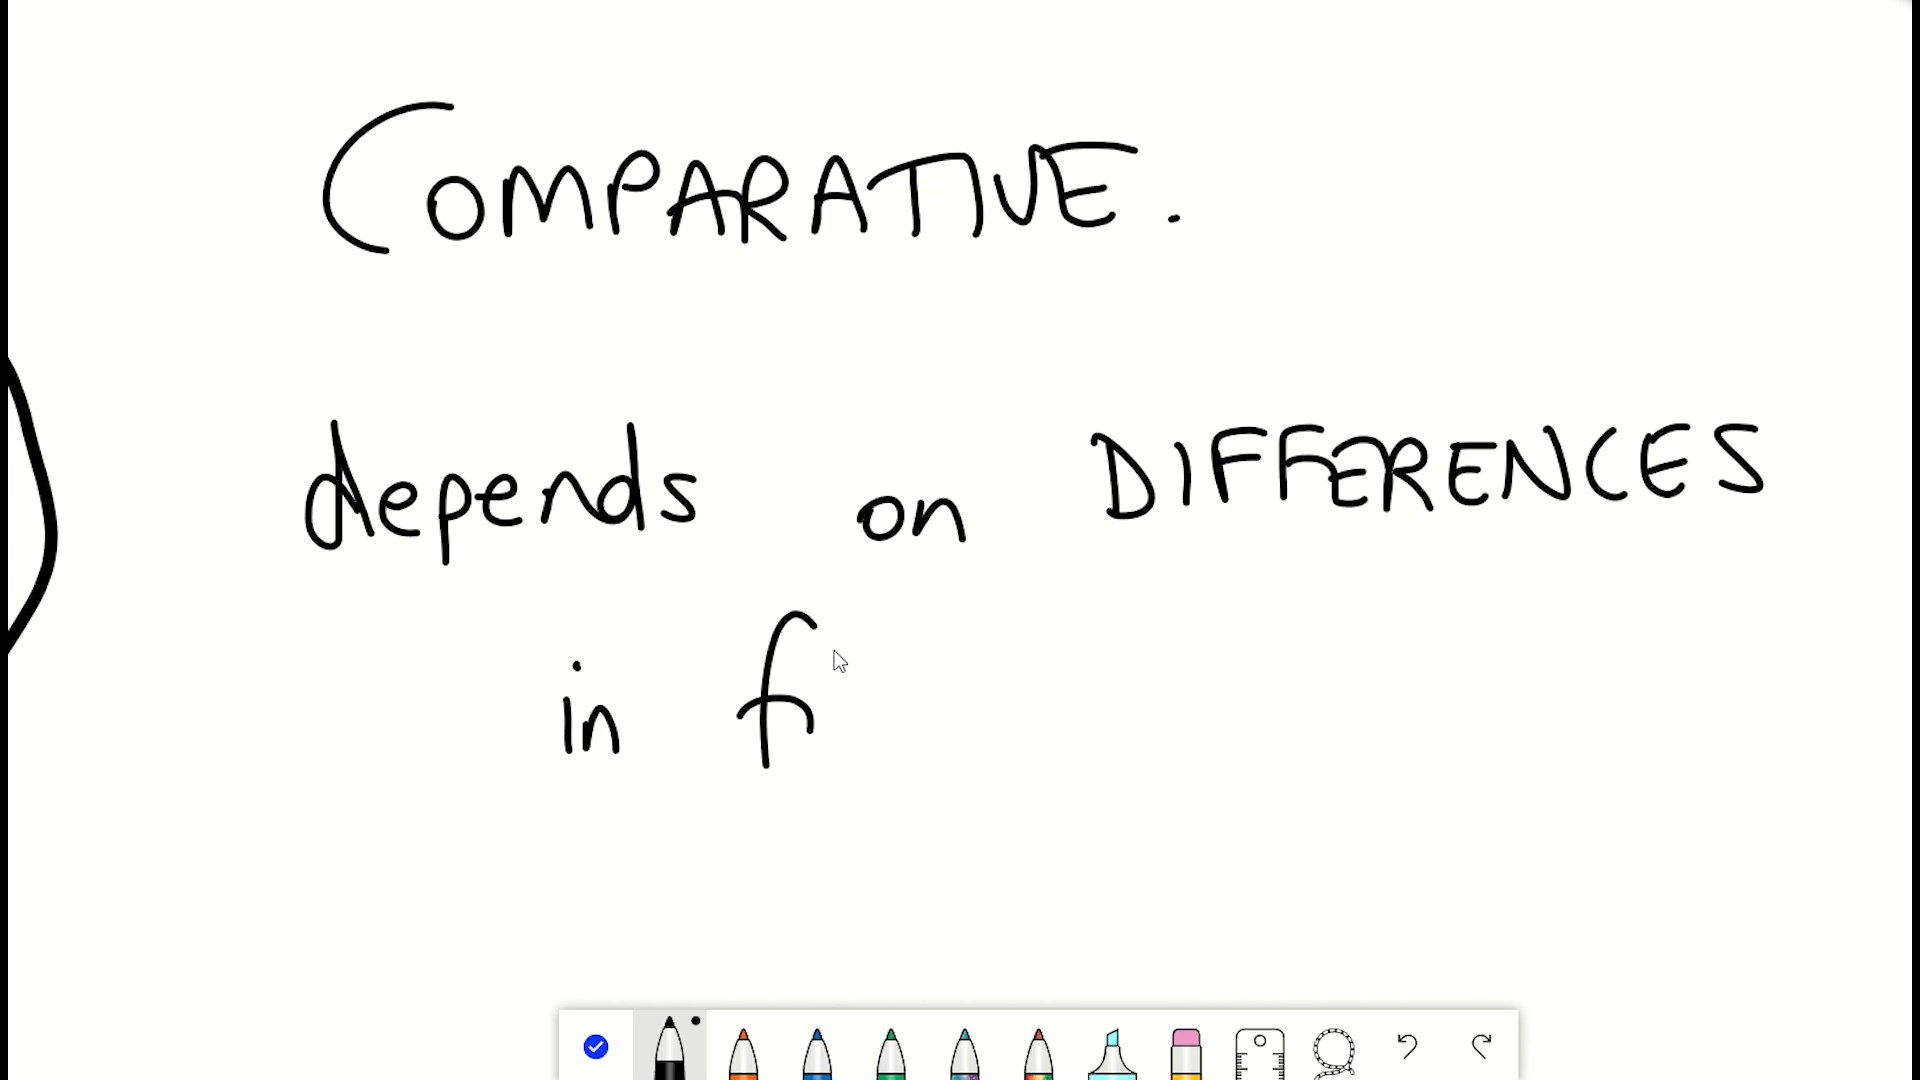 COMPARATIVE.
depends on DIFFERENCES
in f